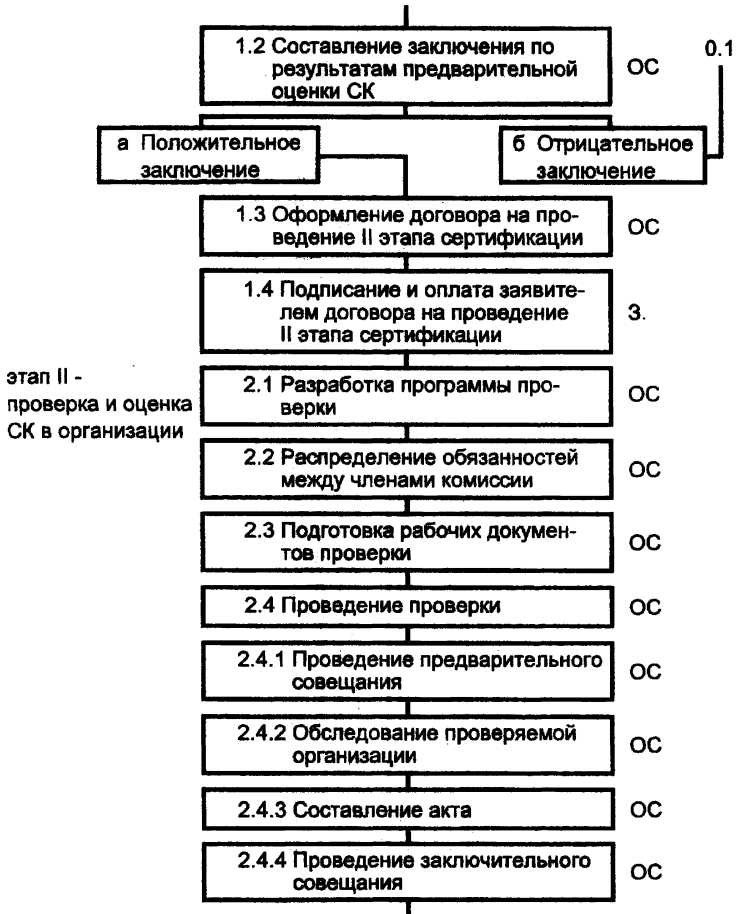 1.2 Составление заключения по
результатам предварительной
оценки СК
ОС
0.1
а Положительное
заключение
б Отрицательное
заключение
1.3 Оформление договора на про-
ведение II этапа сертификации
ОС
1.4 Подписание и оплата заявите-
лем договора на проведение
II этапа сертификации
З.
этап II -
проверка и оценка
СК в организации
2.1 Разработка программы про-
верки
ОС
2.2 Распределение обязанностей
между членами комиссии
ОС
2.3 Подготовка рабочих докумен-
тов проверки
ОС
2.4 Проведение проверки
ОС
2.4.1 Проведение предварительного
совещания
ОС
2.4.2 Обследование проверяемой
организации
ОС
2.4.3 Составление акта
ОС
2.4.4 Проведение заключительного
совещания
ОС